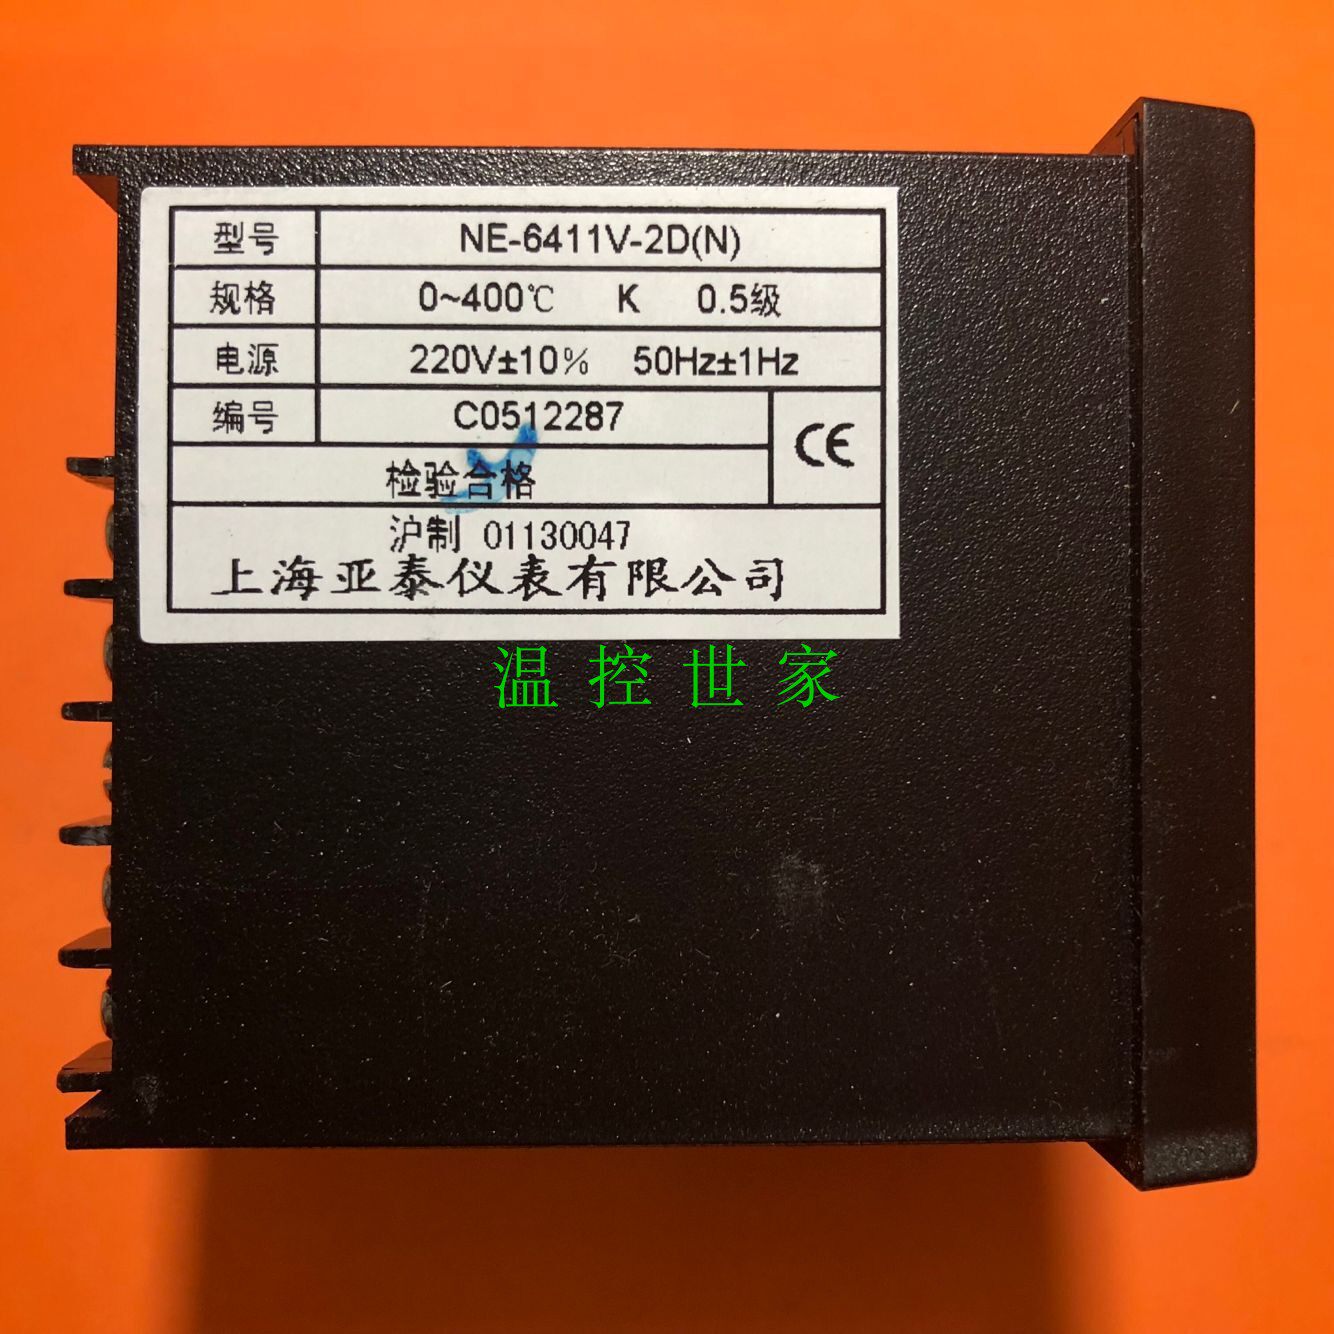 型号 NE-6411V-2D(N)
规格 0~400℃ K 0.5级
电源 220V±10% 50Hz±1Hz
编号 C0512287
CE
检验合格
沪制 01130047
上海亚泰仪表有限公司
温控世家